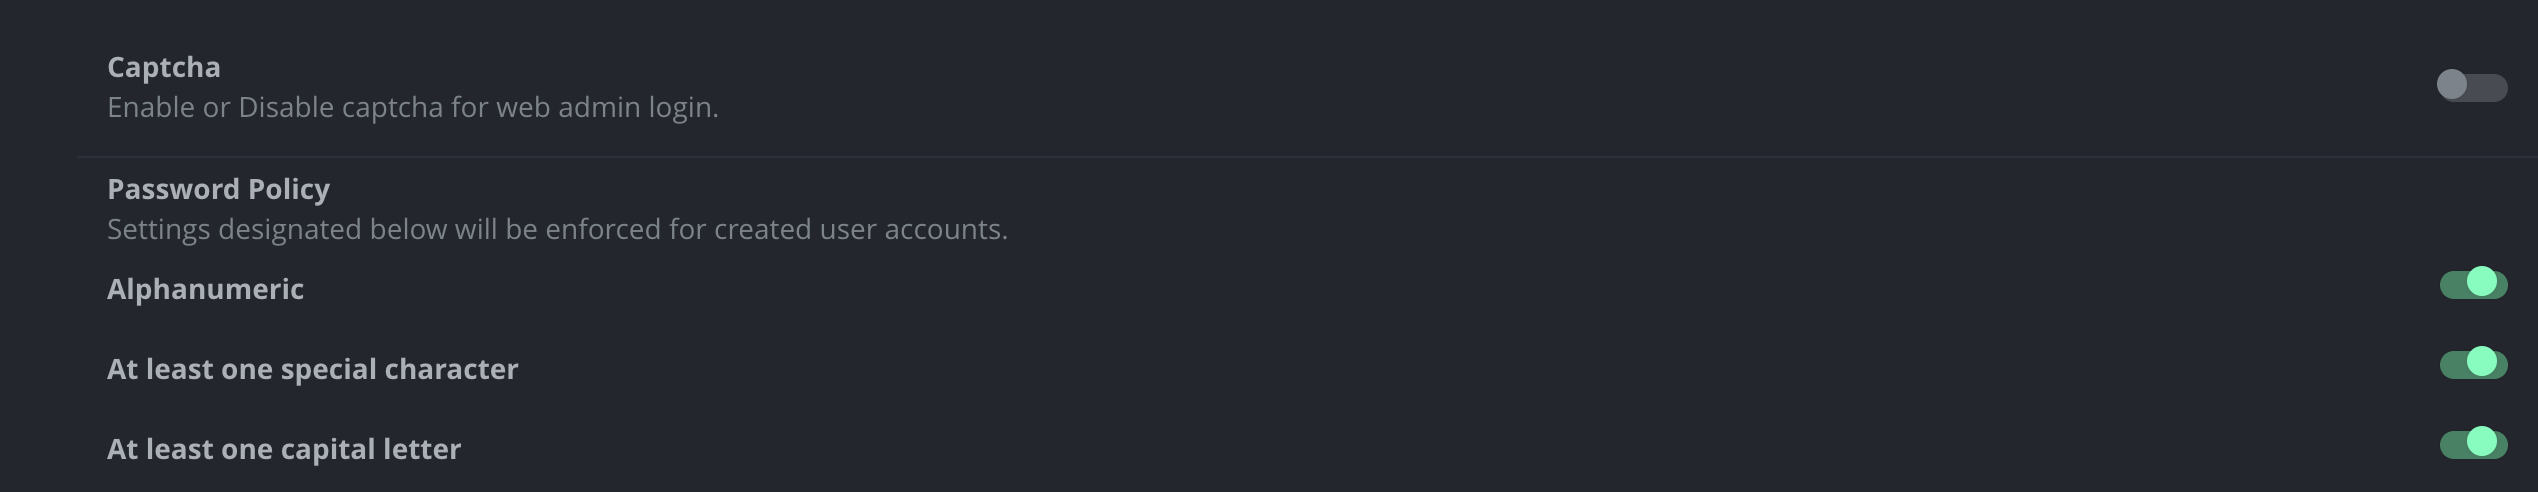 Captcha
Enable or Disable captcha for web admin login.
Password Policy
Settings designated below will be enforced for created user accounts.
Alphanumeric
At least one special character
At least one capital letter